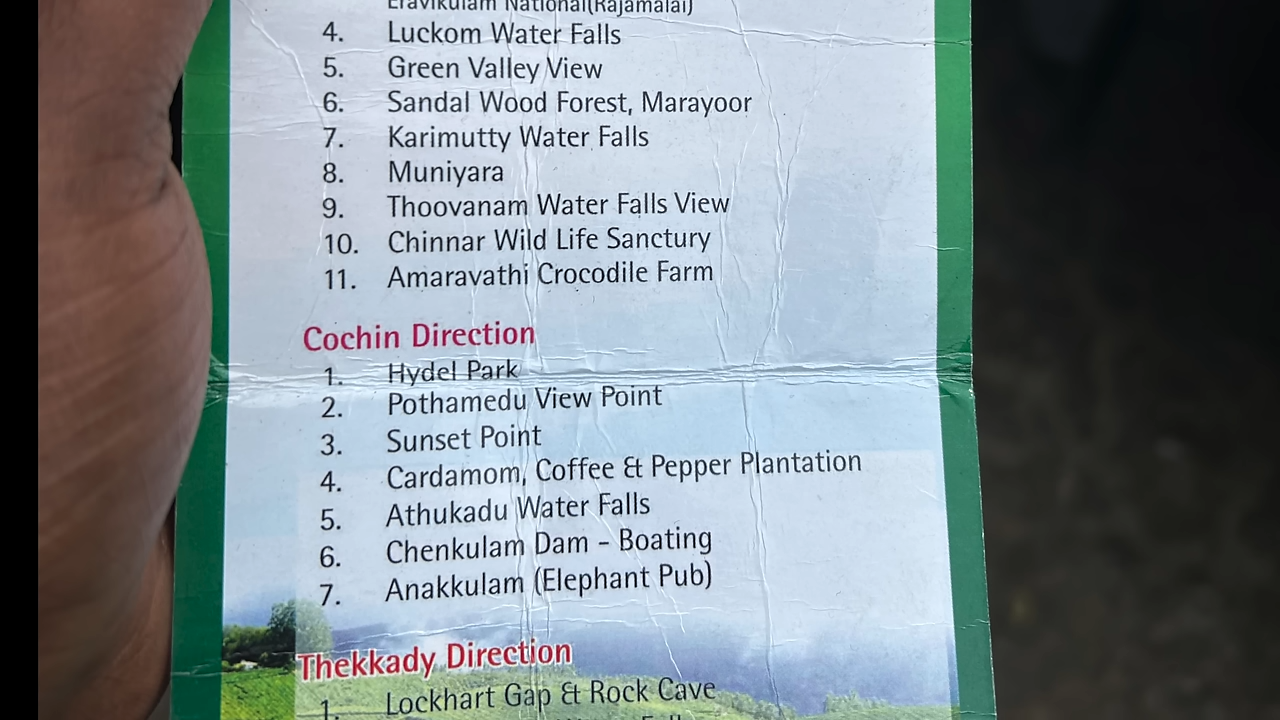 Eravikulam National(Rajamalai)
4. Luckom Water Falls
5. Green Valley View
6. Sandal Wood Forest, Marayoor
7. Karimutty Water Falls
8. Muniyara
9. Thoovanam Water Falls View
10. Chinnar Wild Life Sanctury
11. Amaravathi Crocodile Farm
Cochin Direction
1. Hydel Park
2. Pothamedu View Point
3. Sunset Point
4. Cardamom, Coffee & Pepper Plantation
5. Athukadu Water Falls
6. Chenkulam Dam - Boating
7. Anakkulam (Elephant Pub)
Thekkady Direction
1. Lockhart Gap & Rock Cave